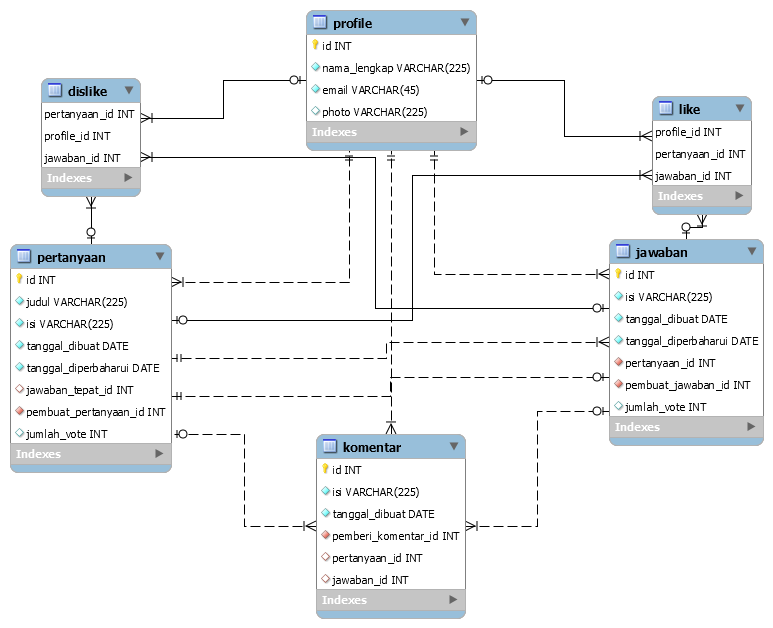 profile
id INT
nama_lengkap VARCHAR(225)
email VARCHAR(45)
photo VARCHAR(225)
Indexes
dislike
pertanyaan_id INT
profile_id INT
jawaban_id INT
Indexes
like
profile_id INT
pertanyaan_id INT
jawaban_id INT
Indexes
pertanyaan
id INT
judul VARCHAR(225)
isi VARCHAR(225)
tanggal_dibuat DATE
tanggal_diperbaharui DATE
jawaban_tepat_id INT
pembuat_pertanyaan_id INT
jumlah_vote INT
Indexes
jawaban
id INT
isi VARCHAR(225)
tanggal_dibuat DATE
tanggal_diperbaharui DATE
pertanyaan_id INT
pembuat_jawaban_id INT
jumlah_vote INT
Indexes
komentar
id INT
isi VARCHAR(225)
tanggal_dibuat DATE
pemberi_komentar_id INT
pertanyaan_id INT
jawaban_id INT
Indexes